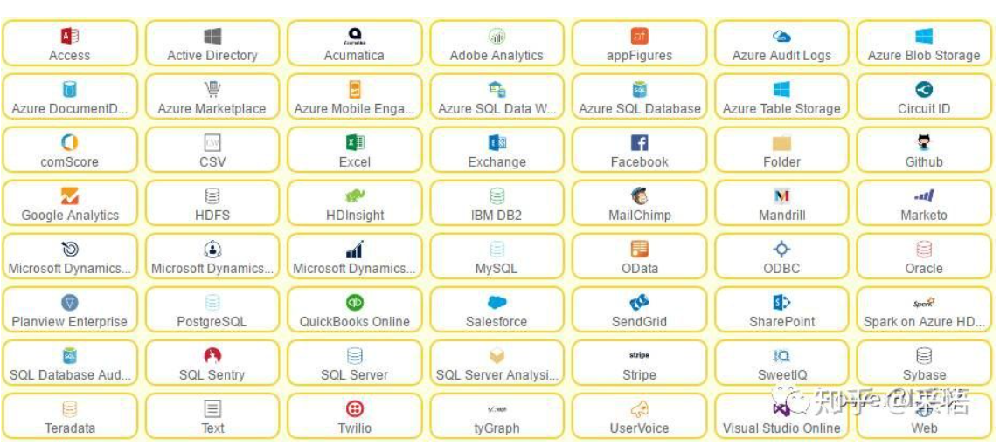 Access
Active Directory
Acumatica
Acumatica
Adobe Analytics
appFigures
Azure Audit Logs
Azure Blob Storage
Azure DocumentD...
Azure Marketplace
Azure Mobile Enga...
SQL
Azure SQL Data W...
Azure SQL Database
Azure Table Storage
Circuit ID
comScore
CW
CSV
Excel
Exchange
Facebook
Folder
Github
Google Analytics
HDFS
HDInsight
IBM DB2
MailChimp
Mandrill
Marketo
Microsoft Dynamics...
Microsoft Dynamics...
Microsoft Dynamics...
MySQL
OData
ODBC
Oracle
Planview Enterprise
PostgreSQL
QuickBooks Online
Salesforce
SendGrid
SharePoint
Spark
Spark on Azure HD...
SQL
SQL Database Aud...
SQL Sentry
SQL Server
SQL Server Analysi...
stripe
Stripe
SweetIQ
Sybase
Teradata
Text
Twilio
tyGraph
UserVoice
Visual Studio Online
Web
知乎 @采悟